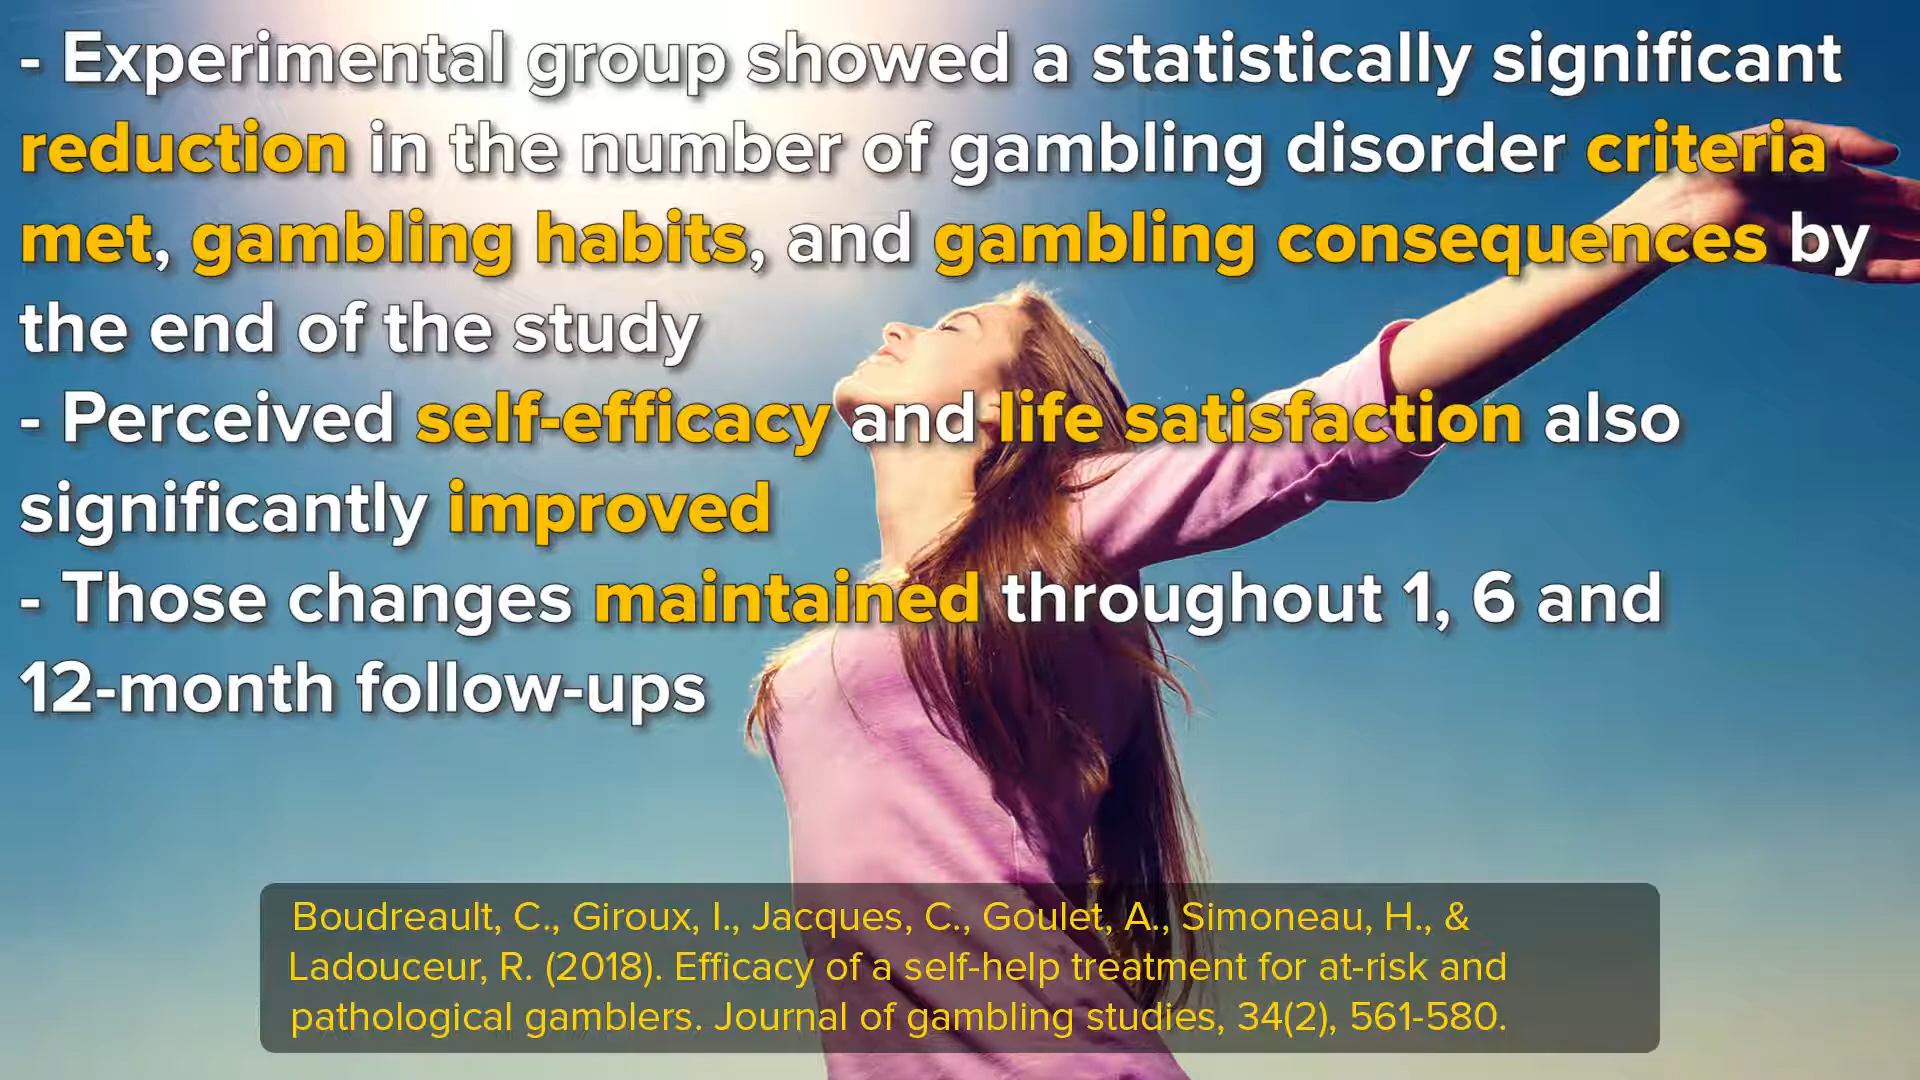 - Experimental group showed a statistically significant
reduction in the number of gambling disorder criteria
met, gambling habits, and gambling consequences by
the end of the study
- Perceived self-efficacy and life satisfaction also
significantly improved
- Those changes maintained throughout 1, 6 and
12-month follow-ups
Boudreault, C., Giroux, I., Jacques, C., Goulet, A., Simoneau, H., &
Ladouceur, R. (2018). Efficacy of a self-help treatment for at-risk and
pathological gamblers. Journal of gambling studies, 34(2), 561-580.